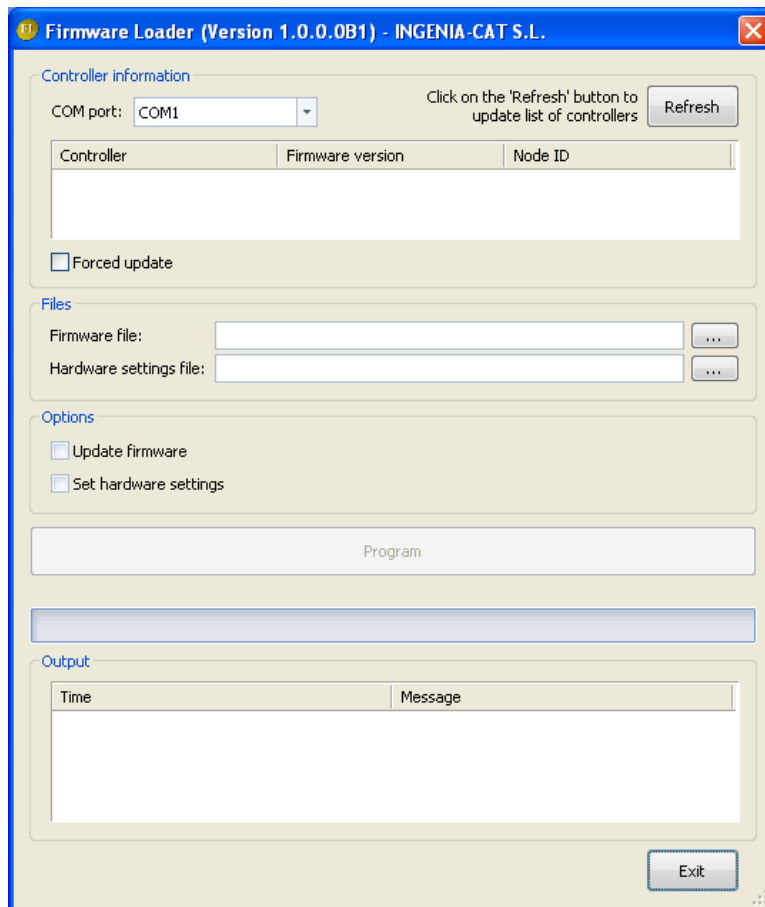 Firmware Loader (Version 1.0.0.0B1) - INGENIA-CAT S.L.
Controller information
COM port: COM1
Click on the 'Refresh' button to
update list of controllers
Refresh
Controller Firmware version Node ID
Forced update
Files
Firmware file: ...
Hardware settings file: ...
Options
Update firmware
Set hardware settings
Program
Output
Time Message
Exit